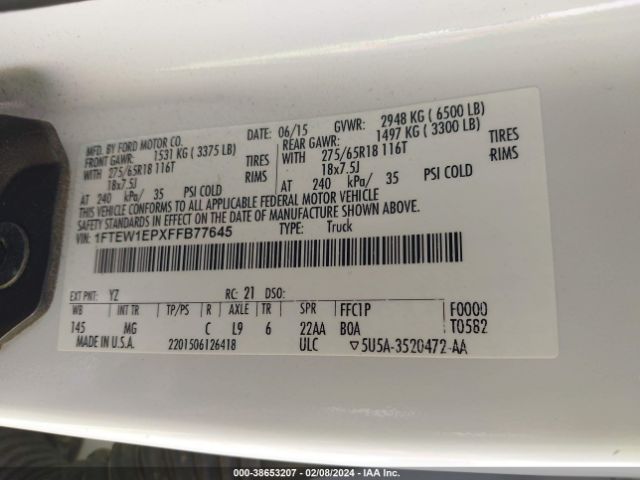 MFD. BY FORD MOTOR CO.
DATE: 06/15 GVWR: 2948 KG ( 6500 LB)
FRONT GAWR: 1531 KG ( 3375 LB) REAR GAWR: 1497 KG ( 3300 LB)
WITH 275/65R18 116T TIRES WITH 275/65R18 116T TIRES
18x7.5J RIMS 18x7.5J RIMS
AT 240 kPa/ 35 PSI COLD AT 240 kPa/ 35 PSI COLD
THIS VEHICLE CONFORMS TO ALL APPLICABLE FEDERAL MOTOR VEHICLE
SAFETY STANDARDS IN EFFECT ON THE DATE OF MANUFACTURE SHOWN ABOVE.
VIN: 1FTEW1EPXFFB77645 TYPE: Truck
EXT PNT: YZ RC: 21 DSO:
WB INT TR TP/PS R AXLE TR SPR FFC1P F0000
145 MG C L9 6 22AA BOA T0582
MADE IN U.S.A. 2201506126418 ULC ▽5U5A-3520472-AA
000-38653207 - 02/08/2024 - IAA Inc.